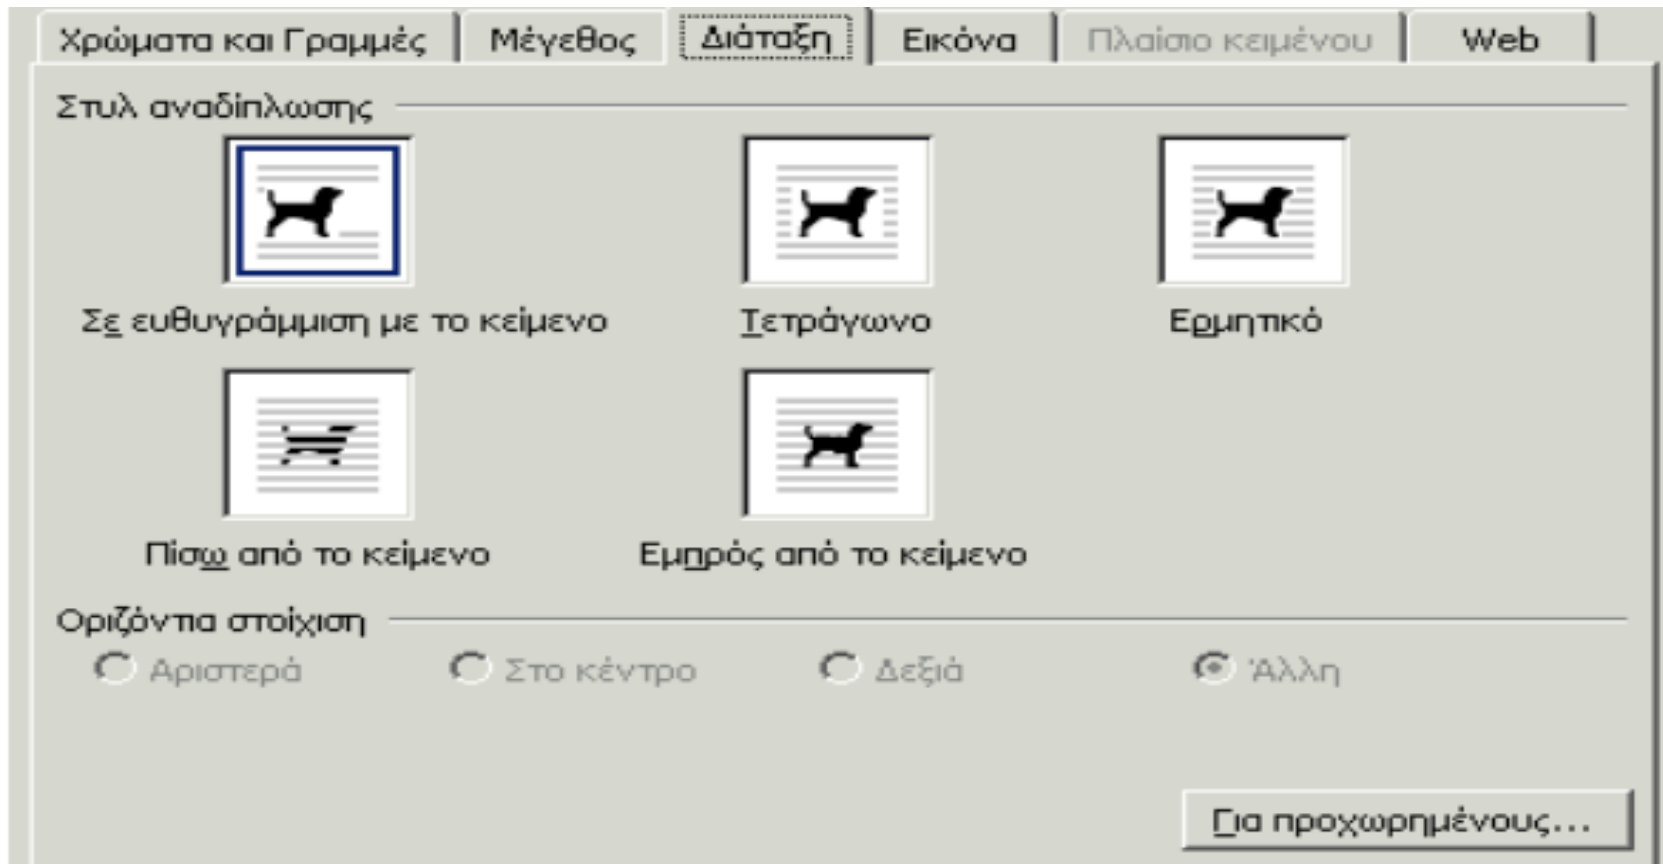 Χρώματα και Γραμμές Μέγεθος Διάταξη Εικόνα Πλαίσιο κειμένου Web
Στυλ αναδίπλωσης
Σε ευθυγράμμιση με το κείμενο Τετράγωνο Ερμητικό
Πίσω από το κείμενο Εμπρός από το κείμενο
Οριζόντια στοίχιση
Αριστερά Στο κέντρο Δεξιά Άλλη
Για προχωρημένους...